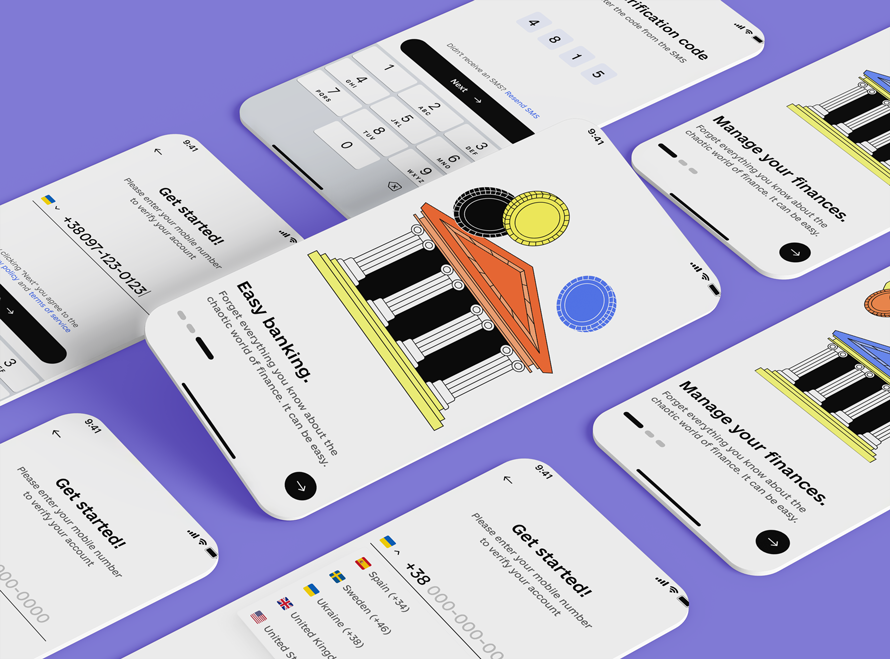 rification code
er the code from the SMS
4 8 1 5
Didn't receive an SMS? Resend SMS
Next →
1
2
ABC
3
DEF
4
GHI
5
JKL
6
MNO
7
PQRS
8
TUV
9
WXYZ
0
9:41
Get started!
Please enter your mobile number
to verify your account
+38 097-123-0123
clicking "Next" you agree to the
y policy and terms of service
3
9:41
Easy banking.
Forget everything you know about the
chaotic world of finance. It can be easy.
Manage your finances.
Forget everything you know about the
chaotic world of finance. It can be easy.
Manage your finances.
Forget everything you know about the
chaotic world of finance. It can be easy.
9:41
Get started!
Please enter your mobile number
to verify your account
000-0000
9:41
Get started!
Please enter your mobile number
to verify your account
+38 000-000-00
Spain (+34)
Sweden (+46)
Ukraine (+38)
United Kingd
United St